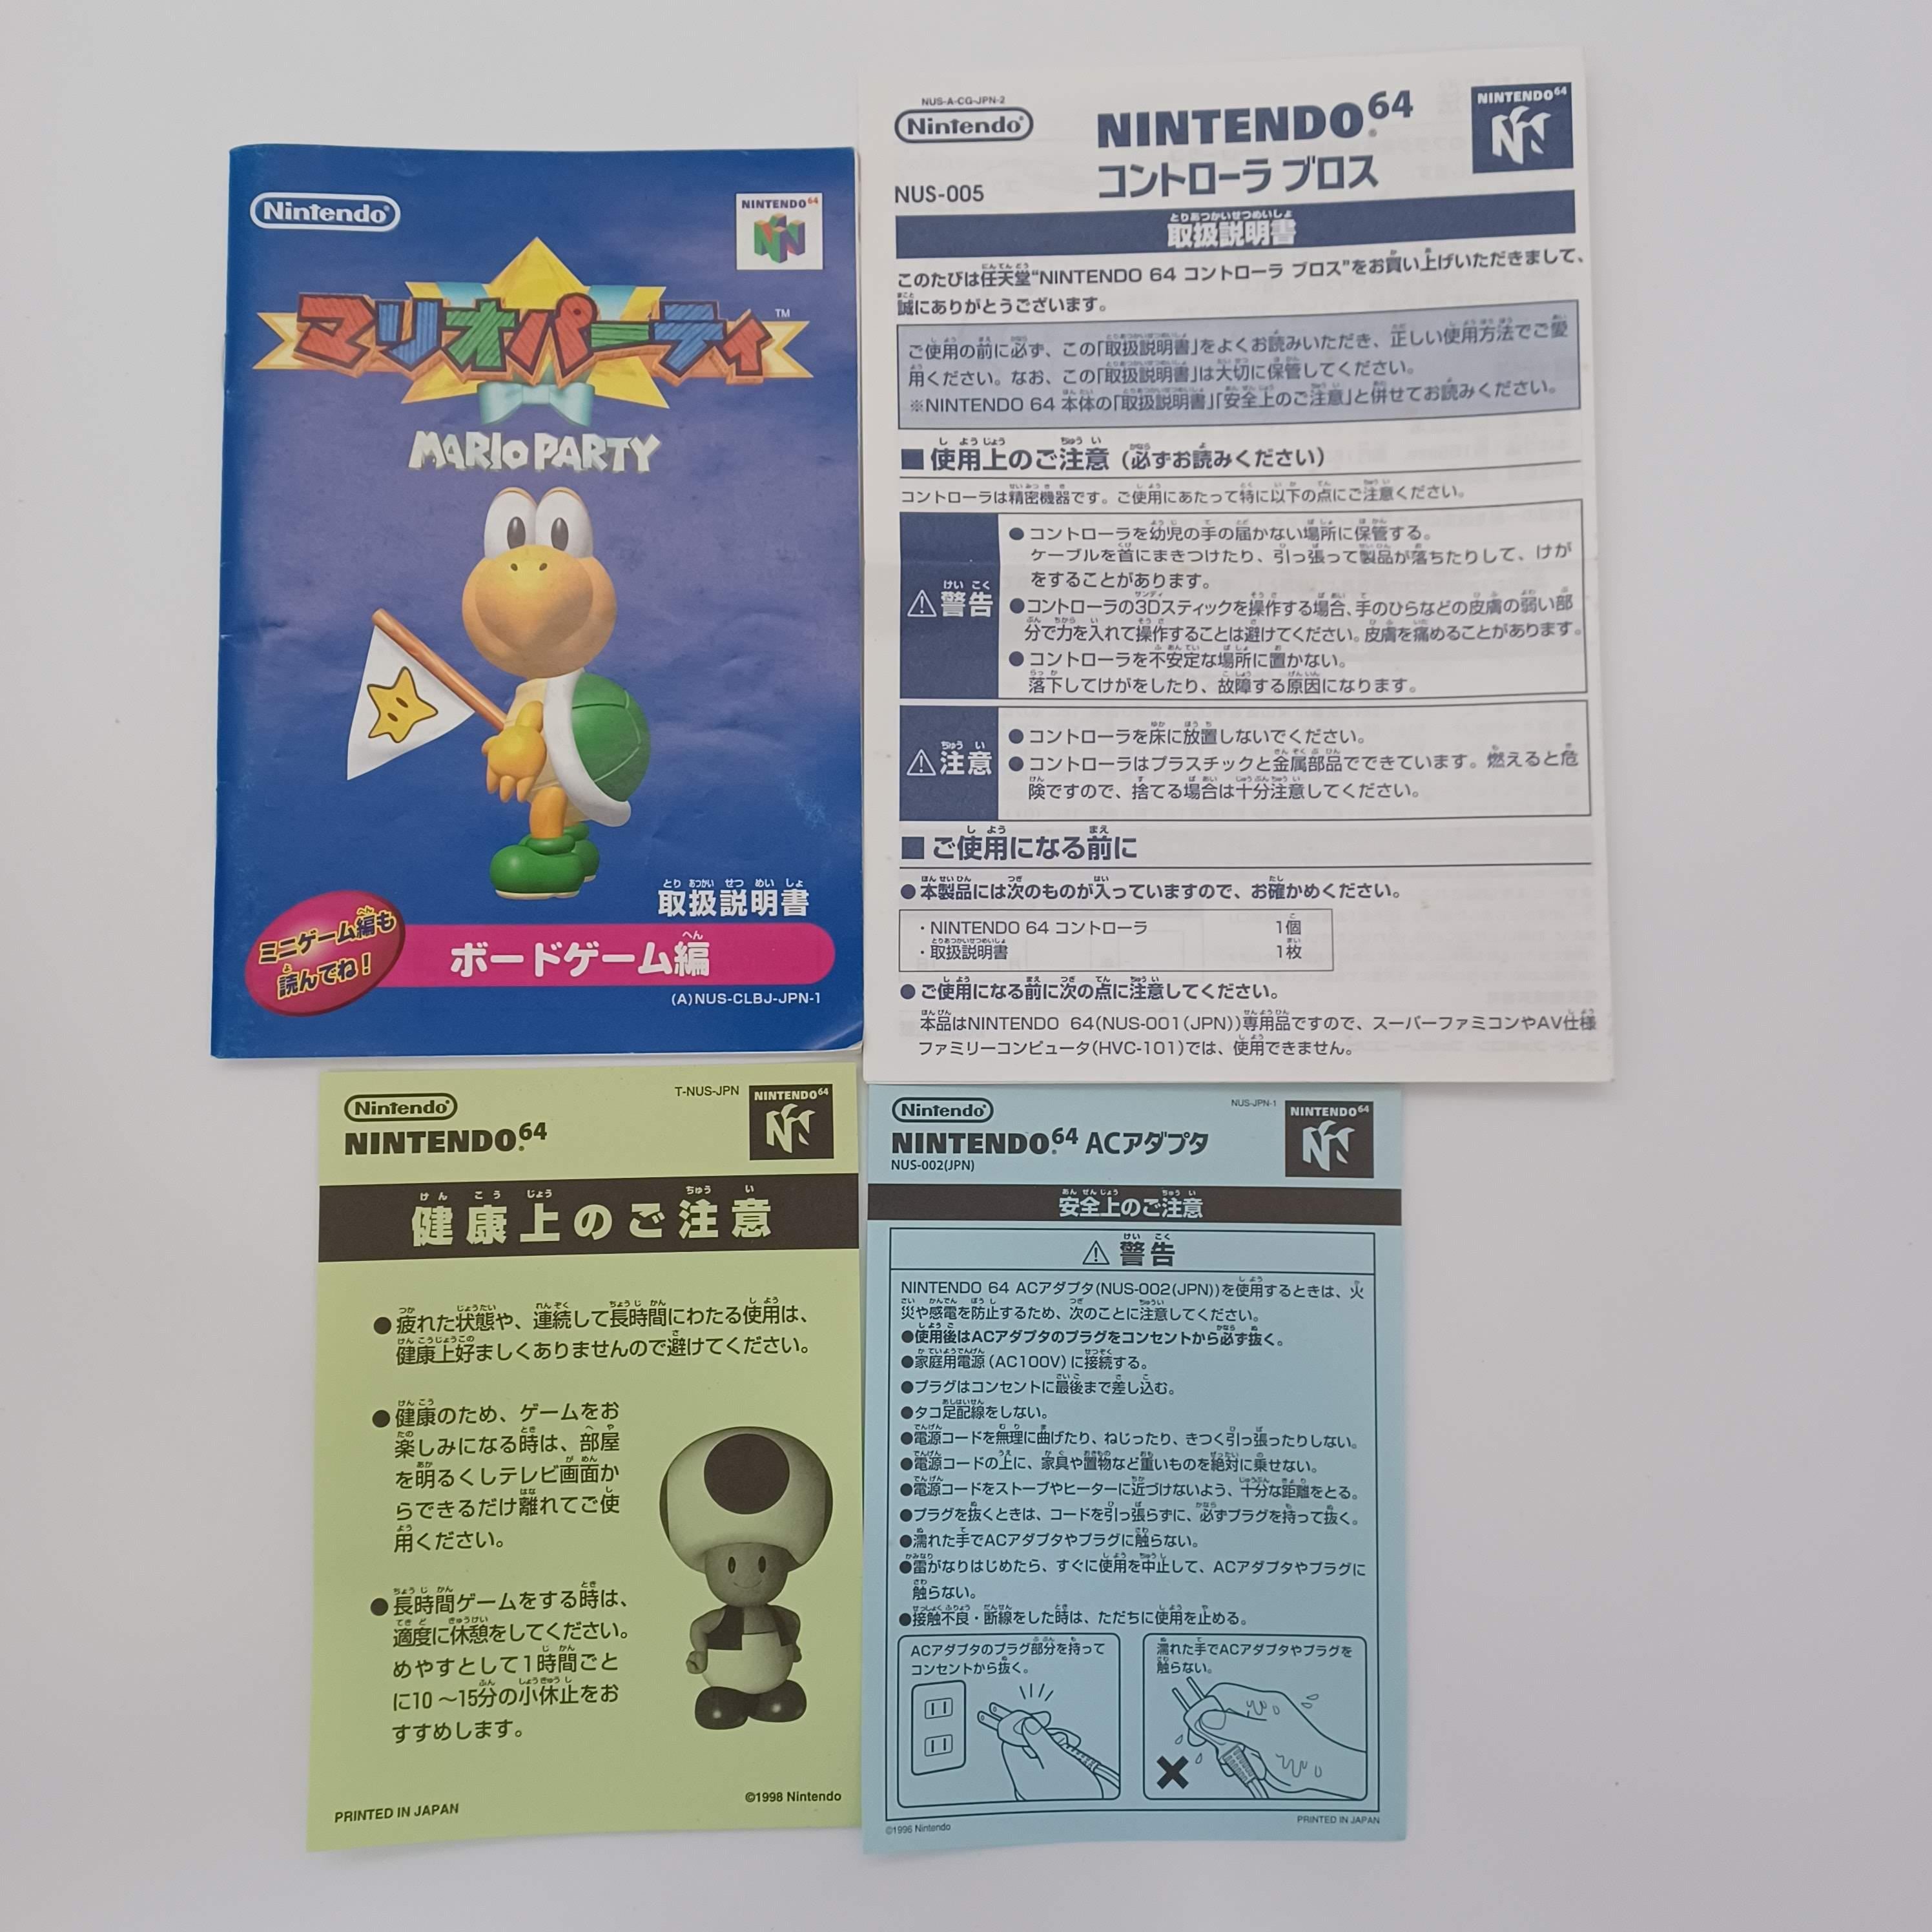 Nintendo
NINTENDO64
マリオパーティ™
MARIO PARTY
取扱説明書
とりあつかいせつめいしょ
ミニゲーム編も
読んでね!
ボードゲーム編
(A)NUS-CLBJ-JPN-1
NUS-A-CG-JPN-2
Nintendo
NINTENDO64
コントローラ ブロス
NINTENDO64
NUS-005
とりあつかいせつめいしょ
取扱説明書
このたびは任天堂“NINTENDO 64 コントローラ ブロス”をお買い上げいただきまして、
誠にありがとうございます。
ご使用の前に必ず、この「取扱説明書」をよくお読みいただき、正しい使用方法でご愛
用ください。なお、この「取扱説明書」は大切に保管してください。
※NINTENDO 64 本体の「取扱説明書」「安全上のご注意」と併せてお読みください。
■ 使用上のご注意(必ずお読みください)
コントローラは精密機器です。ご使用にあたって特に以下の点にご注意ください。
⚠警告
● コントローラを幼児の手の届かない場所に保管する。
ケーブルを首にまきつけたり、引っ張って製品が落ちたりして、けが
をすることがあります。
●コントローラの3Dスティックを操作する場合、手のひらなどの皮膚の弱い部
分で力を入れて操作することは避けてください。皮膚を痛めることがあります。
● コントローラを不安定な場所に置かない。
落下してけがをしたり、故障する原因になります。
⚠注意
● コントローラを床に放置しないでください。
● コントローラはプラスチックと金属部品でできています。燃えると危
険ですので、捨てる場合は十分注意してください。
■ ご使用になる前に
● 本製品には次のものが入っていますので、お確かめください。
・NINTENDO 64 コントローラ 1個
・取扱説明書 1枚
● ご使用になる前に次の点に注意してください。
本品はNINTENDO 64(NUS-001(JPN))専用品ですので、スーパーファミコンやAV仕様
ファミリーコンピュータ(HVC-101)では、使用できません。
Nintendo
T-NUS-JPN
NINTENDO64
NINTENDO64
けんこうじょう ちゅうい
健康上のご注意
● 疲れた状態や、連続して長時間にわたる使用は、
健康上好ましくありませんので避けてください。
● 健康のため、ゲームをお
楽しみになる時は、部屋
を明るくしテレビ画面か
らできるだけ離れてご使
用ください。
● 長時間ゲームをする時は、
適度に休憩をしてください。
めやすとして1時間ごと
に10～15分の小休止をお
すすめします。
©1998 Nintendo
PRINTED IN JAPAN
Nintendo
NUS-JPN-1
NINTENDO64 ACアダプタ
NINTENDO64
NUS-002(JPN)
あんぜんじょう ちゅうい
安全上のご注意
⚠警告
NINTENDO 64 ACアダプタ(NUS-002(JPN))を使用するときは、火
災や感電を防止するため、次のことに注意してください。
●使用後はACアダプタのプラグをコンセントから必ず抜く。
●家庭用電源(AC100V)に接続する。
●プラグはコンセントに最後まで差し込む。
●タコ足配線をしない。
●電源コードを無理に曲げたり、ねじったり、きつく引っ張ったりしない。
●電源コードの上に、家具や置物など重いものを絶対に乗せない。
●電源コードをストーブやヒーターに近づけないよう、十分な距離をとる。
●プラグを抜くときは、コードを引っ張らずに、必ずプラグを持って抜く。
●濡れた手でACアダプタやプラグに触らない。
●雷がなりはじめたら、すぐに使用を中止して、ACアダプタやプラグに
触らない。
●接触不良・断線をした時は、ただちに使用を止める。
ACアダプタのプラグ部分を持って
コンセントから抜く。
濡れた手でACアダプタやプラグを
触らない。
©1996 Nintendo
PRINTED IN JAPAN